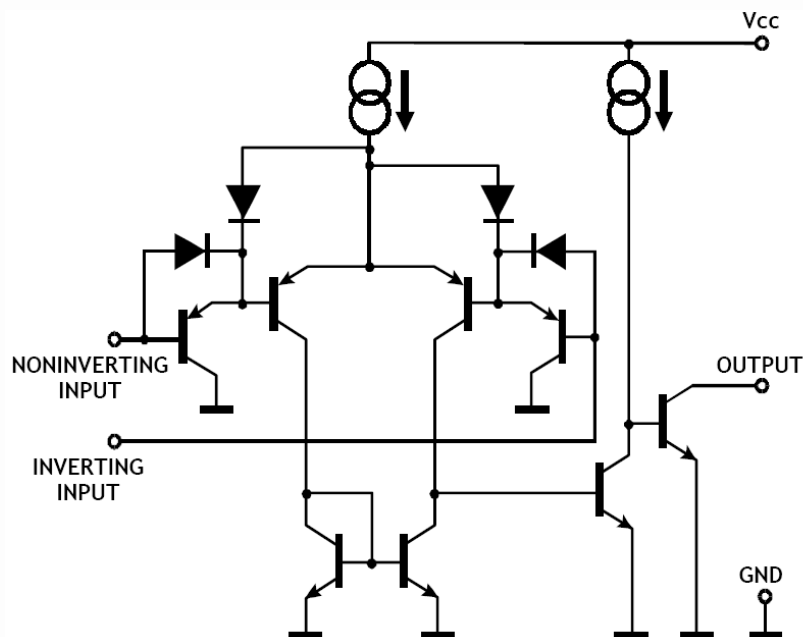 Vcc
NONINVERTING
INPUT
OUTPUT
INVERTING
INPUT
GND